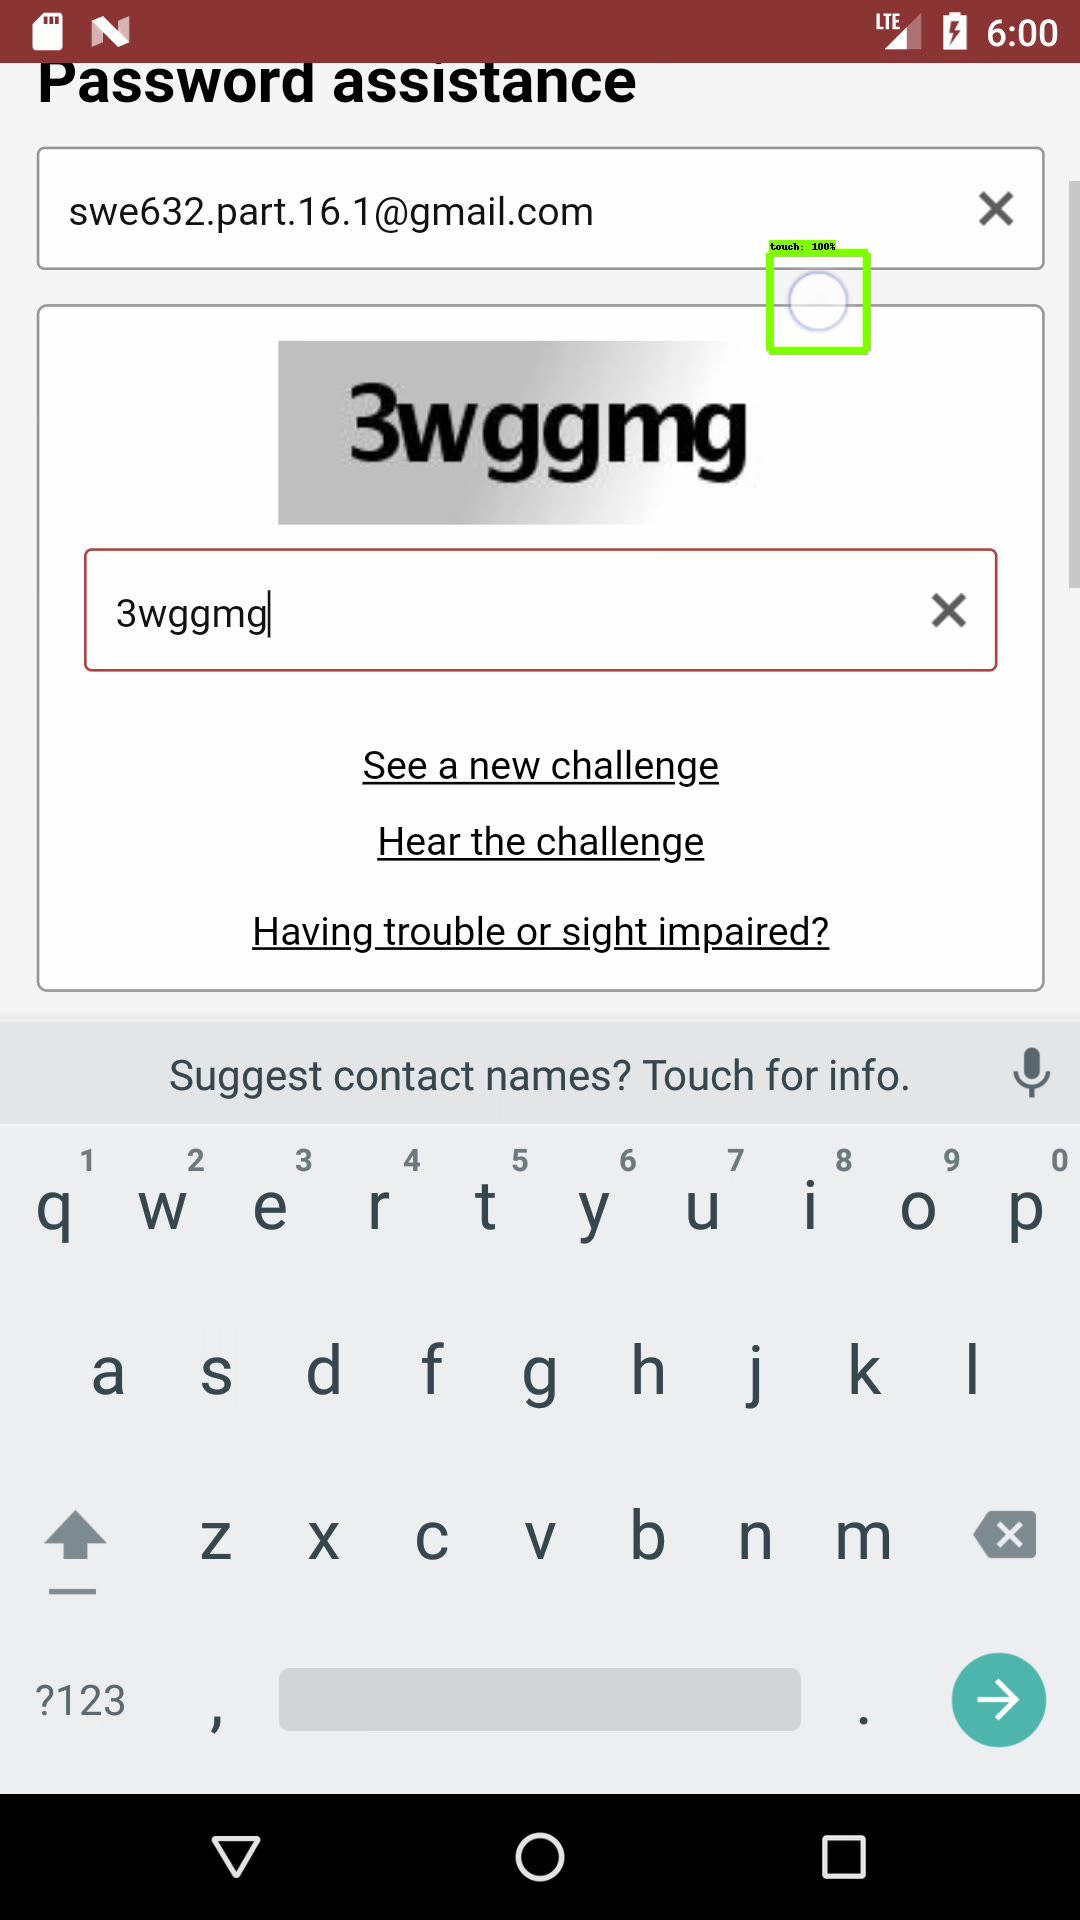 LTE 6:00
Password assistance
swe632.part.16.1@gmail.com
touch: 100%
3wggmg
3wggmg
See a new challenge
Hear the challenge
Having trouble or sight impaired?
Suggest contact names? Touch for info.
1 2 3 4 5 6 7 8 9 0
q w e r t y u i o p
a s d f g h j k l
z x c v b n m
?123 , .